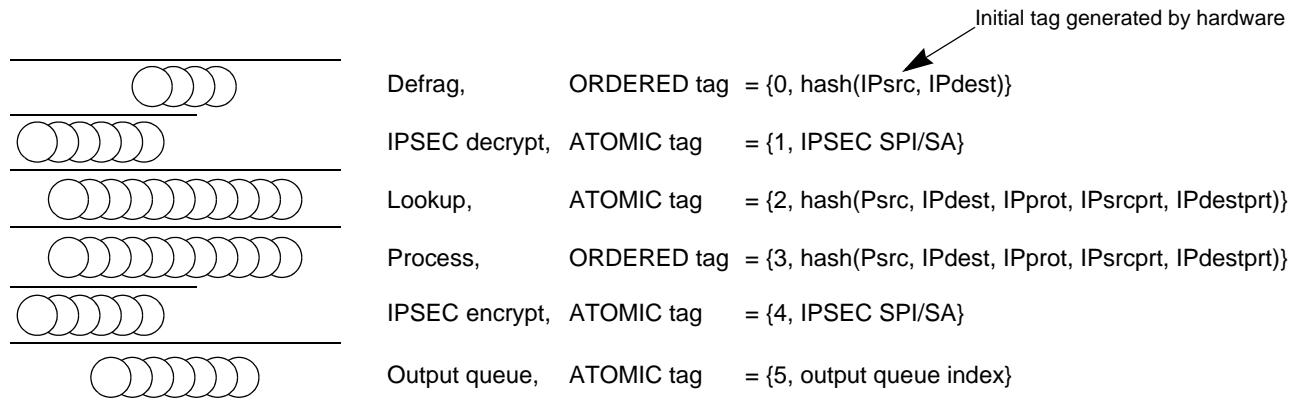 Initial tag generated by hardware
Defrag, ORDERED tag = {0, hash(IPsrc, IPdest)}
IPSEC decrypt, ATOMIC tag = {1, IPSEC SPI/SA}
Lookup, ATOMIC tag = {2, hash(Psrc, IPdest, IPprot, IPsrcprt, IPdestprt)}
Process, ORDERED tag = {3, hash(Psrc, IPdest, IPprot, IPsrcprt, IPdestprt)}
IPSEC encrypt, ATOMIC tag = {4, IPSEC SPI/SA}
Output queue, ATOMIC tag = {5, output queue index}